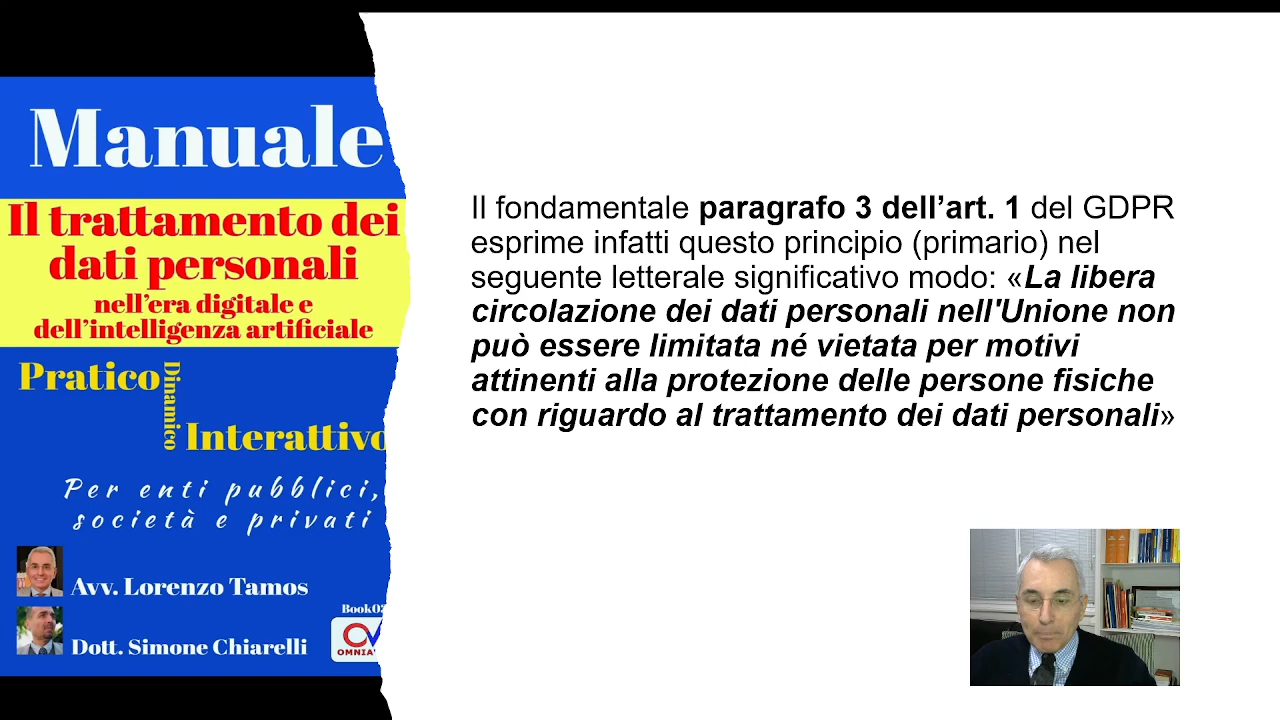 Manuale
Il trattamento dei
dati personali
nell'era digitale e
dell'intelligenza artificiale
Pratico
Dinamico
Interattivo
Per enti pubblici,
società e privati
Avv. Lorenzo Tamos
Dott. Simone Chiarelli
Il fondamentale paragrafo 3 dell’art. 1 del GDPR
esprime infatti questo principio (primario) nel
seguente letterale significativo modo: «La libera
circolazione dei dati personali nell'Unione non
può essere limitata né vietata per motivi
attinenti alla protezione delle persone fisiche
con riguardo al trattamento dei dati personali»